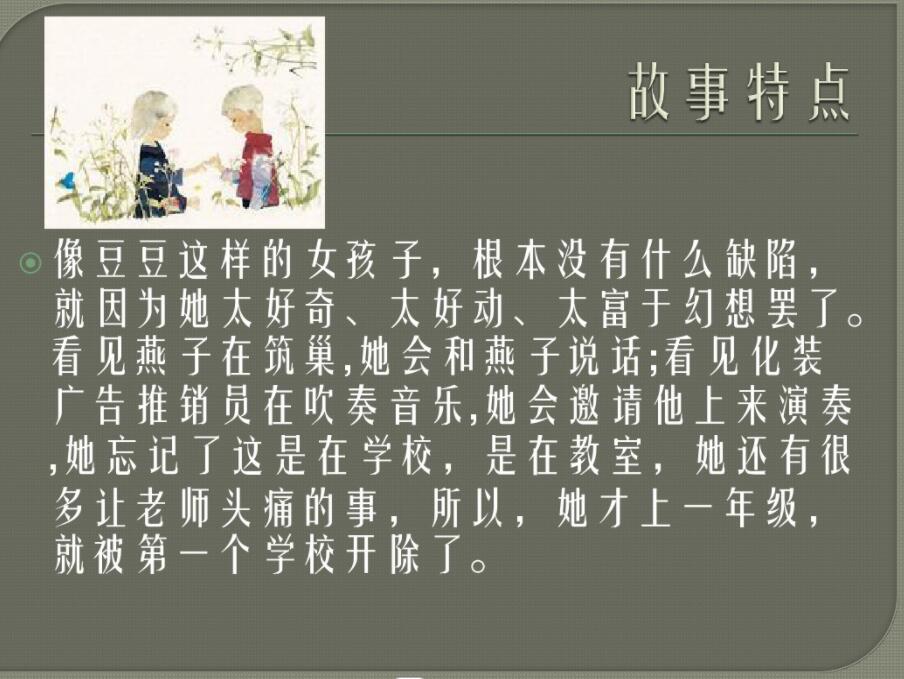 故事特点
像豆豆这样的女孩子，根本没有什么缺陷，
就因为她太好奇、太好动、太富于幻想罢了。
看见燕子在筑巢,她会和燕子说话;看见化装
广告推销员在吹奏音乐,她会邀请他上来演奏
,她忘记了这是在学校，是在教室，她还有很
多让老师头痛的事，所以，她才上一年级，
就被第一个学校开除了。